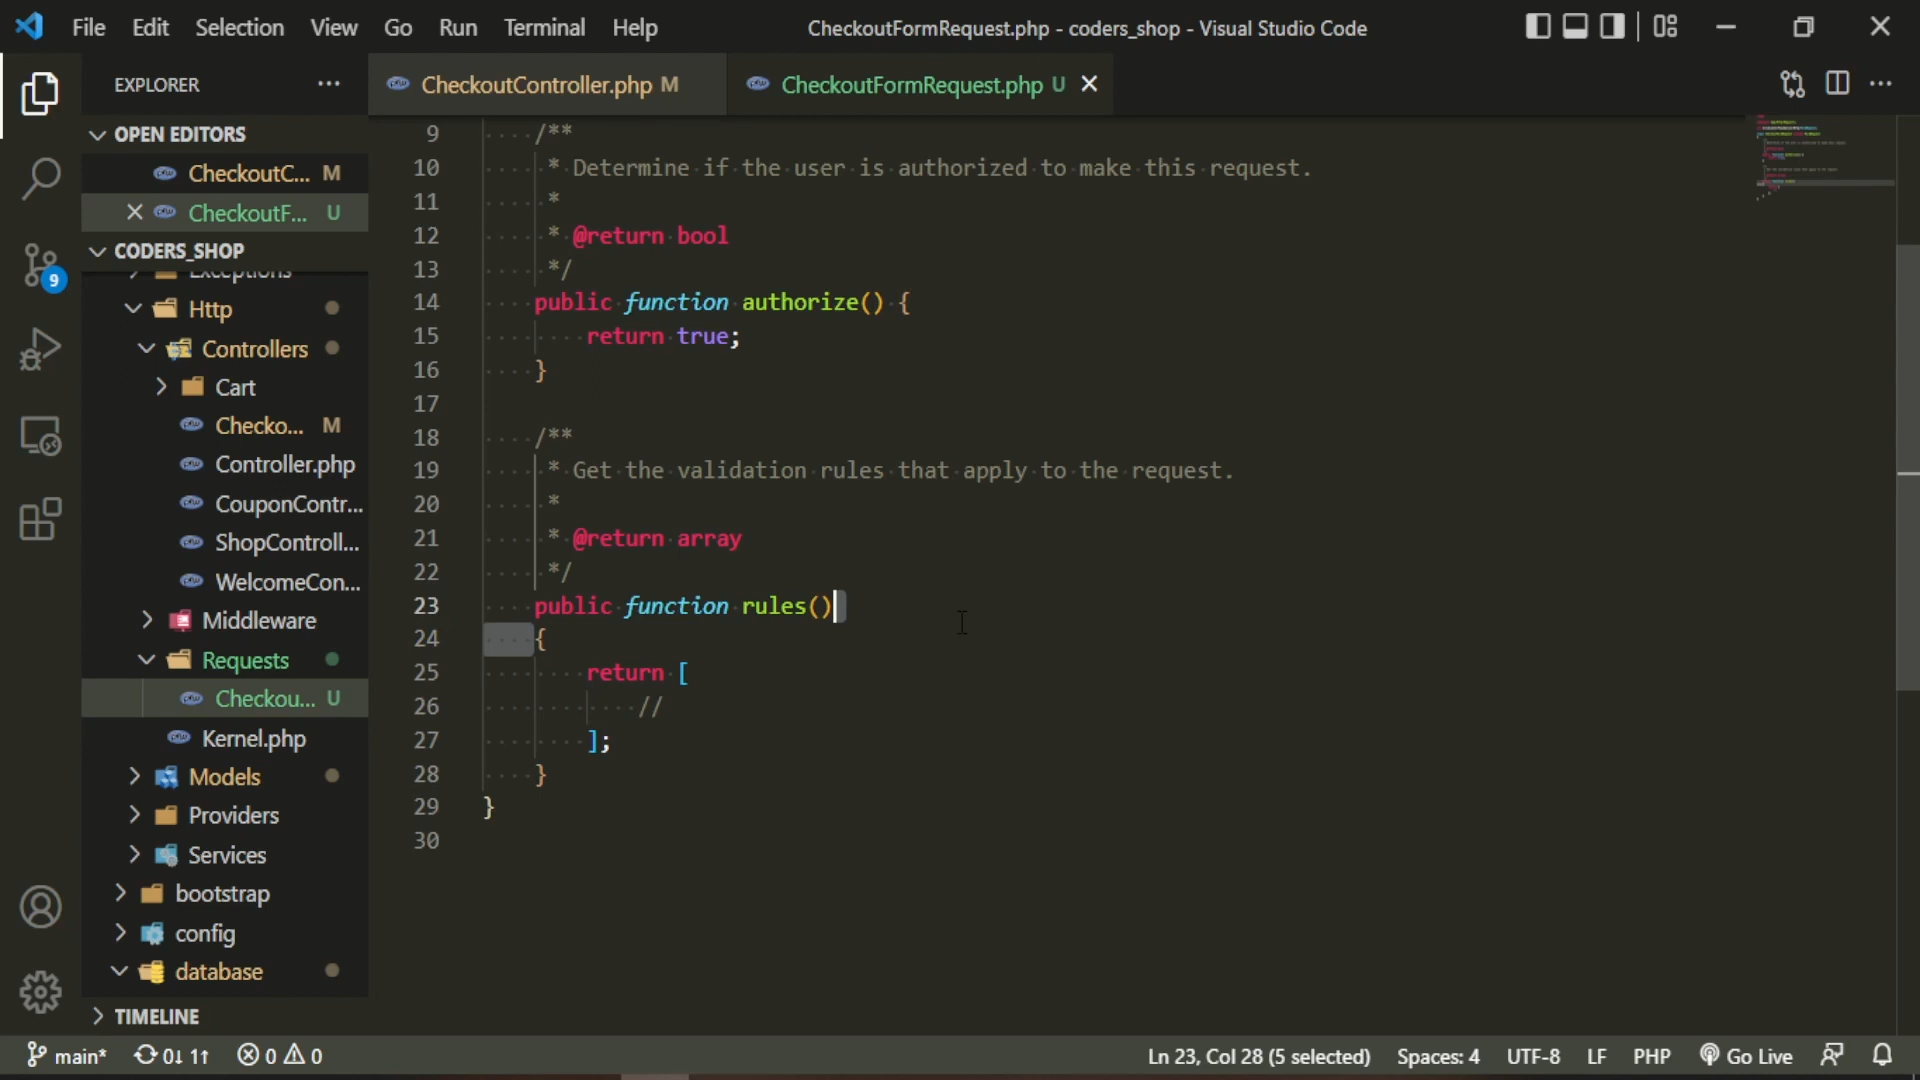 File Edit Selection View Go Run Terminal Help
CheckoutFormRequest.php - coders_shop - Visual Studio Code
EXPLORER
OPEN EDITORS
CheckoutC... M
CheckoutF... U
CODERS_SHOP
Exceptions
Http
Controllers
Cart
Checko... M
Controller.php
CouponContr...
ShopControll...
WelcomeCon...
Middleware
Requests
Checkou... U
Kernel.php
Models
Providers
Services
bootstrap
config
database
TIMELINE
CheckoutController.php M
CheckoutFormRequest.php U
9 /**
10 * Determine if the user is authorized to make this request.
11 *
12 * @return bool
13 */
14 public function authorize() {
15 return true;
16 }
17
18 /**
19 * Get the validation rules that apply to the request.
20 *
21 * @return array
22 */
23 public function rules()
24 {
25 return [
26 //
27 ];
28 }
29 }
30
9
main* 0↓ 1↑ 0 0
Ln 23, Col 28 (5 selected) Spaces: 4 UTF-8 LF PHP Go Live